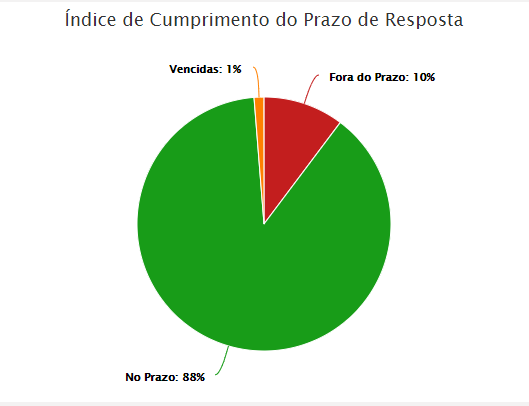 Índice de Cumprimento do Prazo de Resposta
Vencidas: 1%
Fora do Prazo: 10%
No Prazo: 88%